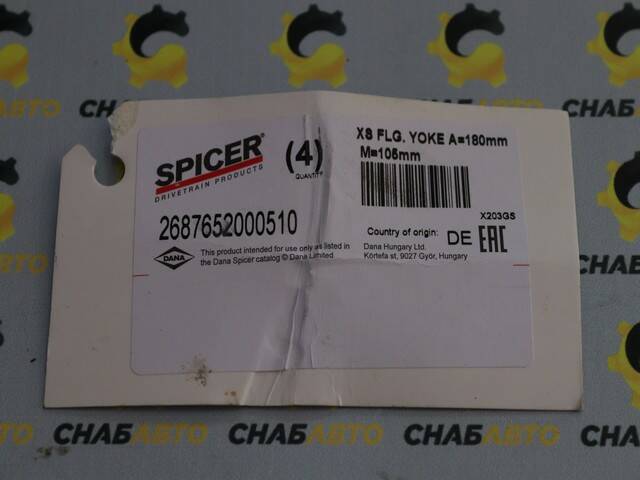 СНАБАВТО
СНАБАВТО
СНАБАВТО
SPICER®
DRIVETRAIN PRODUCTS
(4)
QUANTITY
XS FLG. YOKE A=180mm
M=106mm
X203GS
2687652000510
Country of origin: DE EAC
DANA
This product intended for use only as listed in
the Dana Spicer catalog © Dana Limited
Dana Hungary Ltd.
Körtefa st, 9027 Györ, Hungary
СНАБАВТО
СНАБАВТО
СНАБАВТО